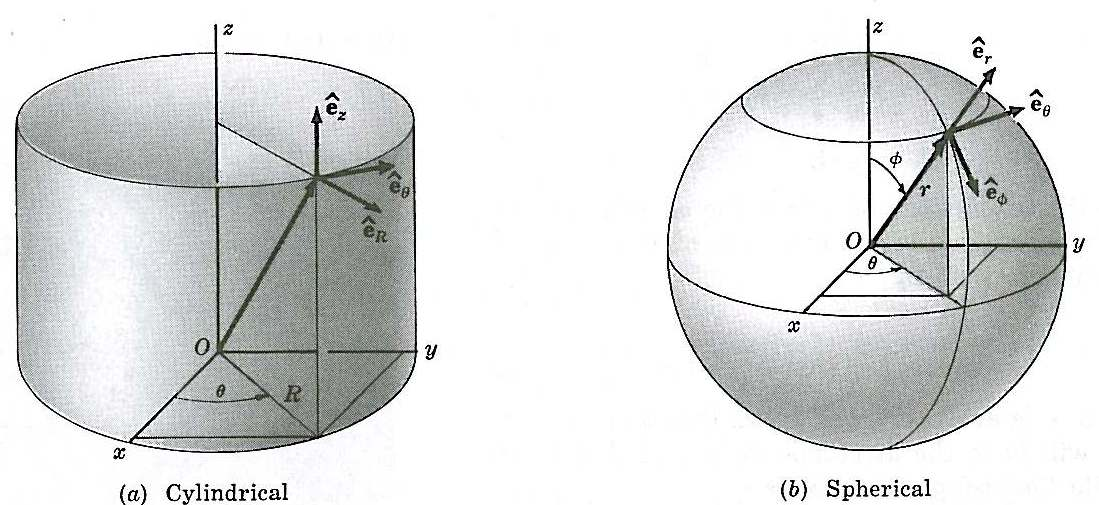 z
ê_z
ê_θ
ê_R
O
y
θ
R
x
(a) Cylindrical
z
ê_r
ê_θ
ϕ
r
ê_ϕ
O
y
θ
x
(b) Spherical